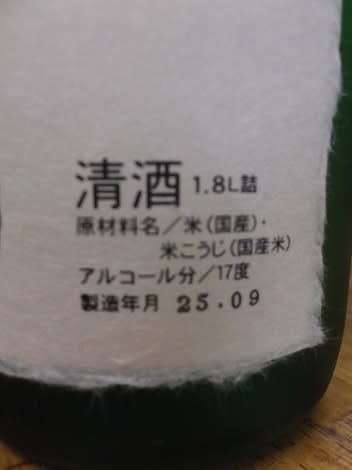 清酒 1.8L詰
原材料名／米（国産）・
米こうじ（国産米）
アルコール分／17度
製造年月 25.09